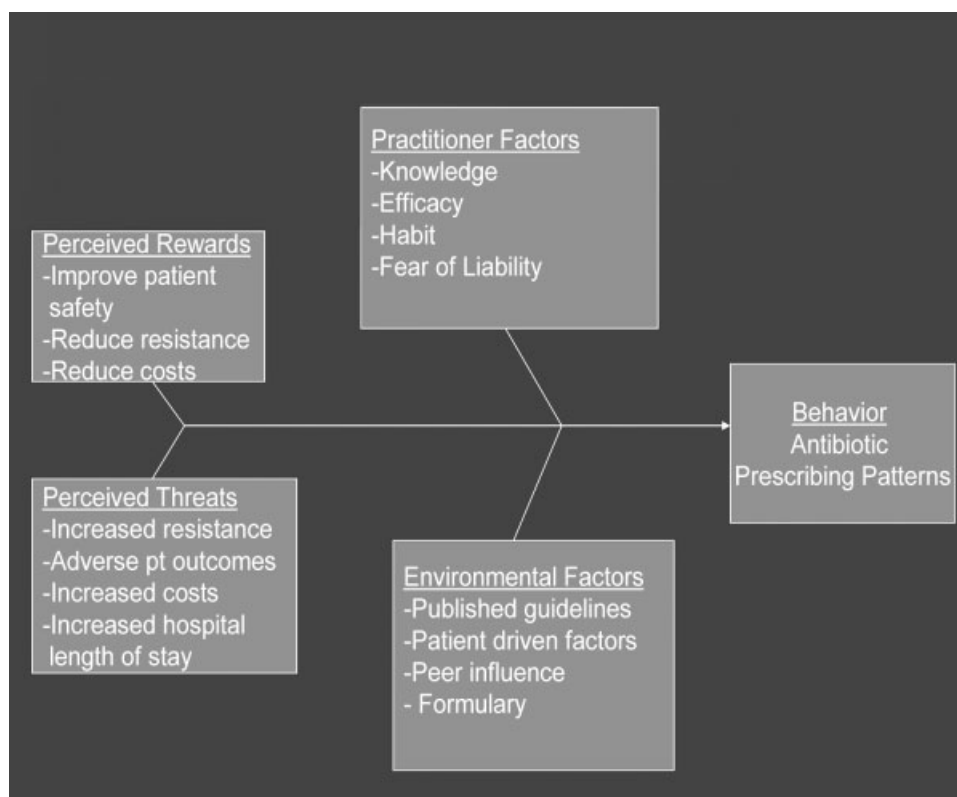 Practitioner Factors
-Knowledge
-Efficacy
-Habit
-Fear of Liability
Perceived Rewards
-Improve patient
safety
-Reduce resistance
-Reduce costs
Behavior
Antibiotic
Prescribing Patterns
Perceived Threats
-Increased resistance
-Adverse pt outcomes
-Increased costs
-Increased hospital
length of stay
Environmental Factors
-Published guidelines
-Patient driven factors
-Peer influence
- Formulary